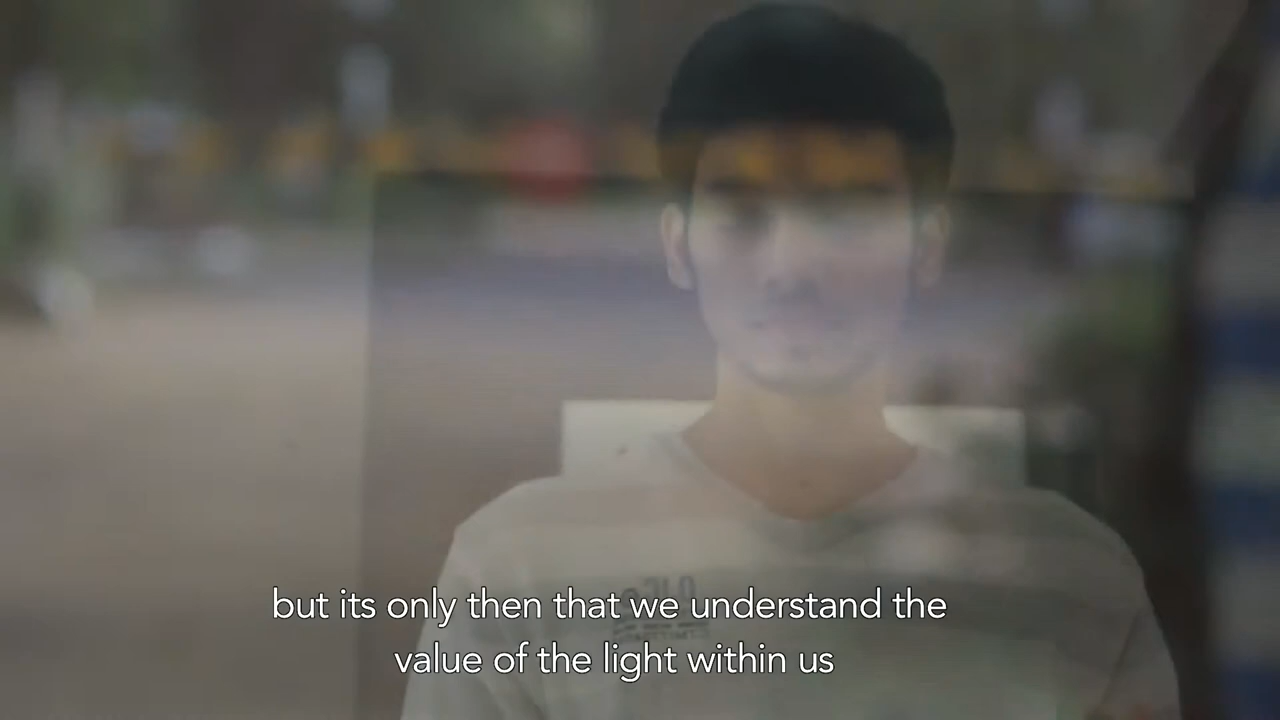 but its only then that we understand the
value of the light within us